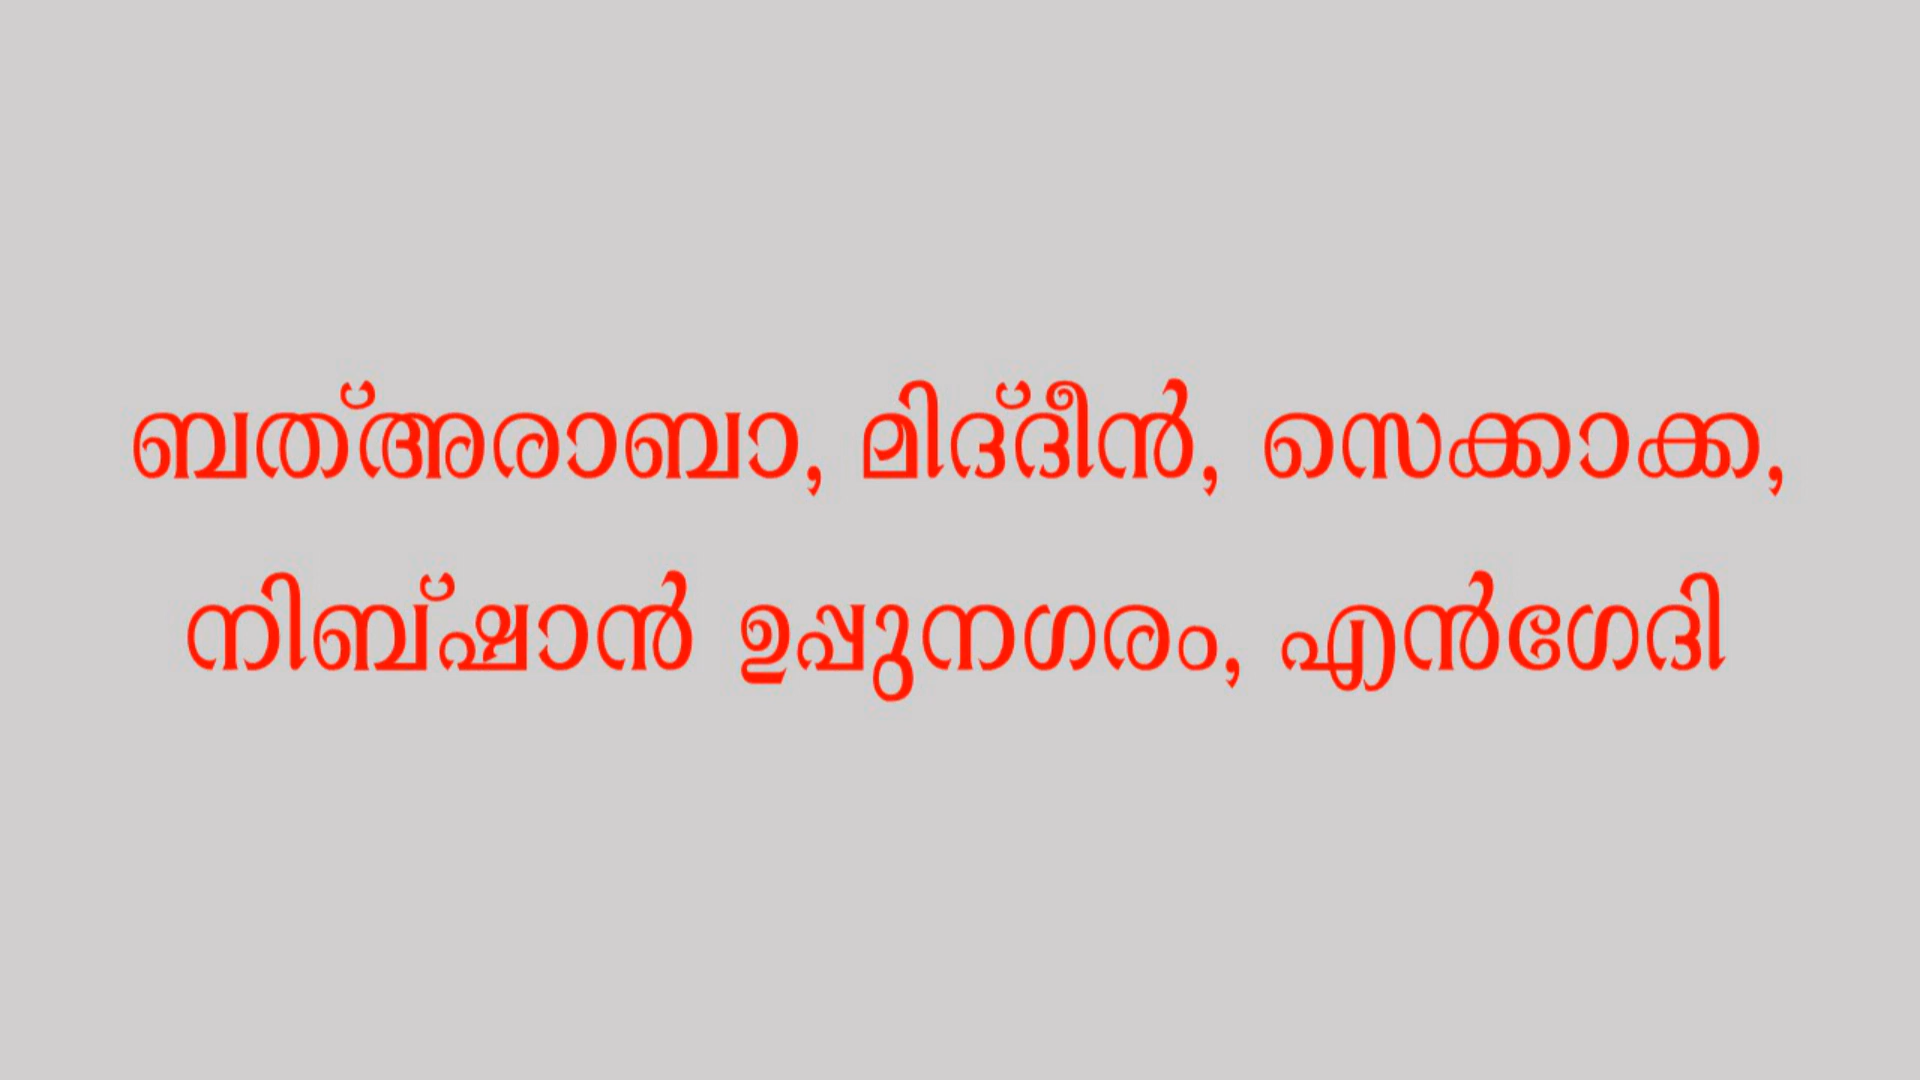 ബത്അരാബാ, മിദ്ദീൻ, സെക്കാക്ക,
നിബ്ഷാൻ ഉപ്പുനഗരം, എൻഗേദി